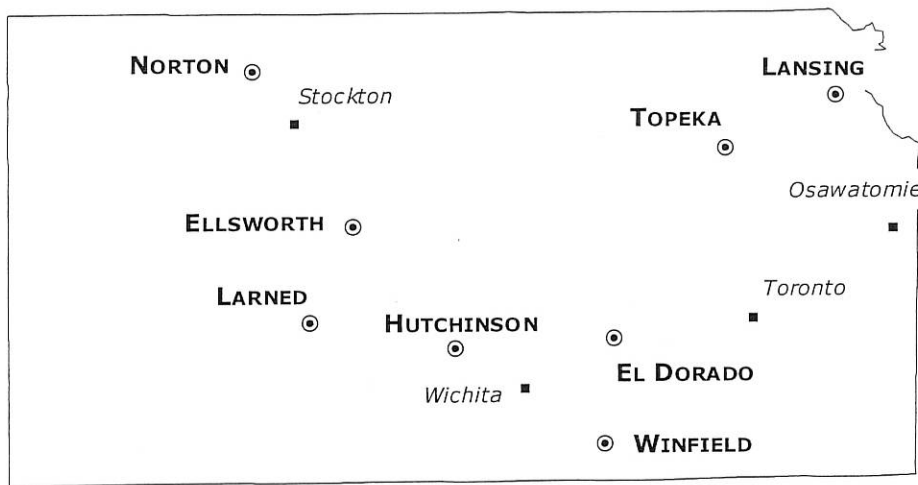 NORTON
LANSING
Stockton
TOPEKA
Osawatomie
ELLSWORTH
LARNED
Toronto
HUTCHINSON
EL DORADO
Wichita
WINFIELD